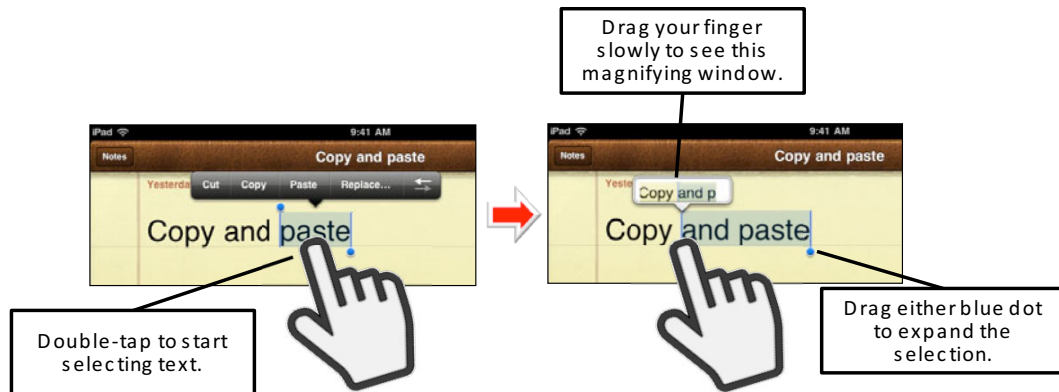 Drag your finger
slowly to see this
magnifying window.
iPad
9:41 AM
Notes
Copy and paste
Yesterda
Cut
Copy
Paste
Replace...
Copy and paste
Double-tap to start
selecting text.
iPad
9:41 AM
Notes
Copy and paste
Yeste
Copy and p
Copy and paste
Drag either blue dot
to expand the
selection.